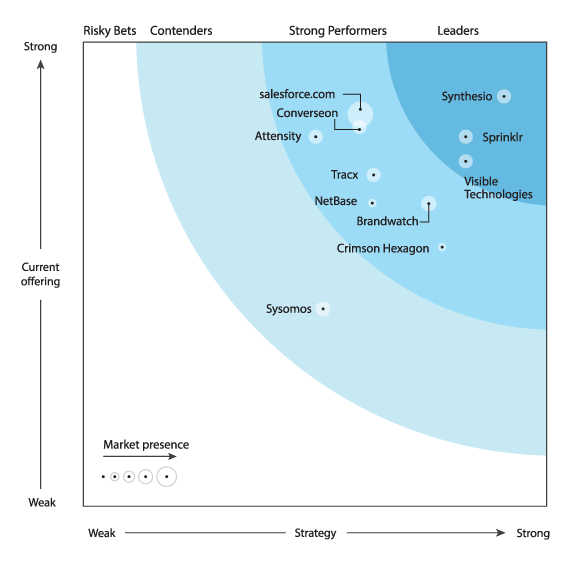 Risky Bets Contenders Strong Performers Leaders
Strong
salesforce.com
Synthesio
Converseon
Attensity
Sprinklr
Tracx
Visible
Technologies
NetBase
Brandwatch
Crimson Hexagon
Current
offering
Sysomos
Market presence
Weak
Weak Strategy Strong